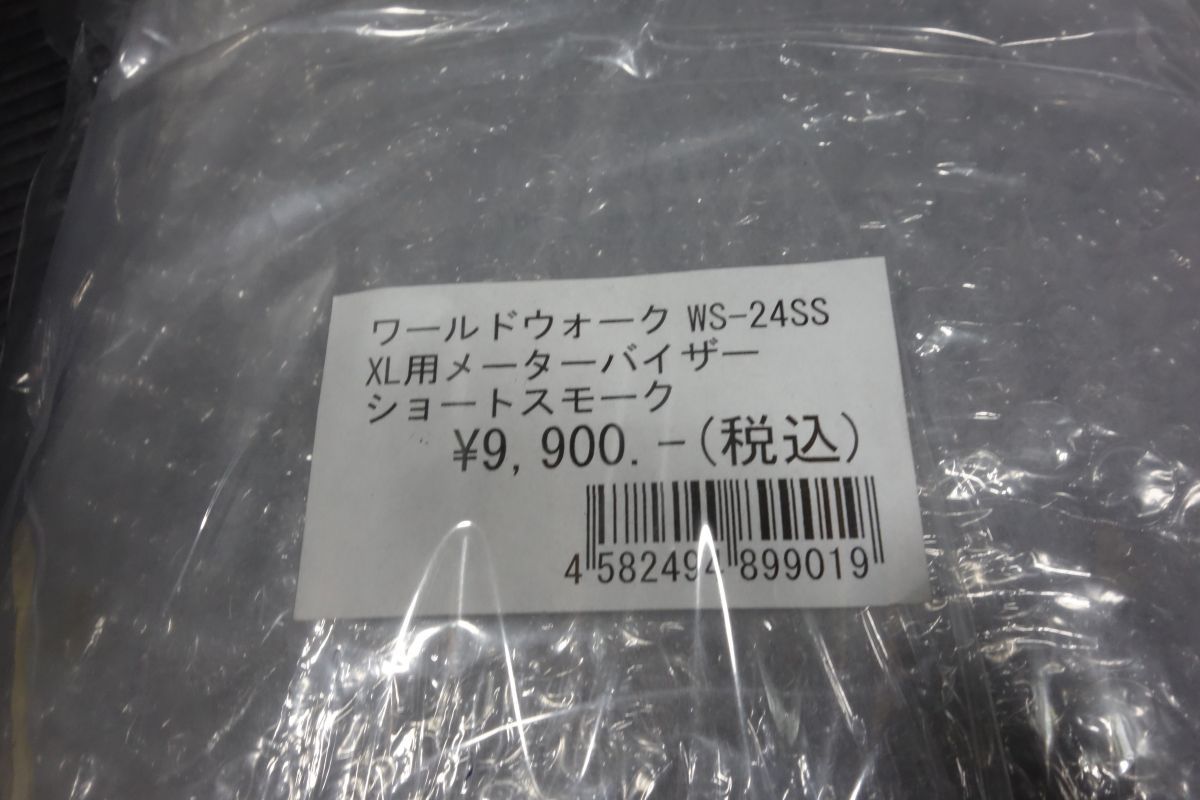 ワールドウォーク WS-24SS
XL用メーターバイザー
ショートスモーク
¥9,900.-(税込)
4 582494 899019